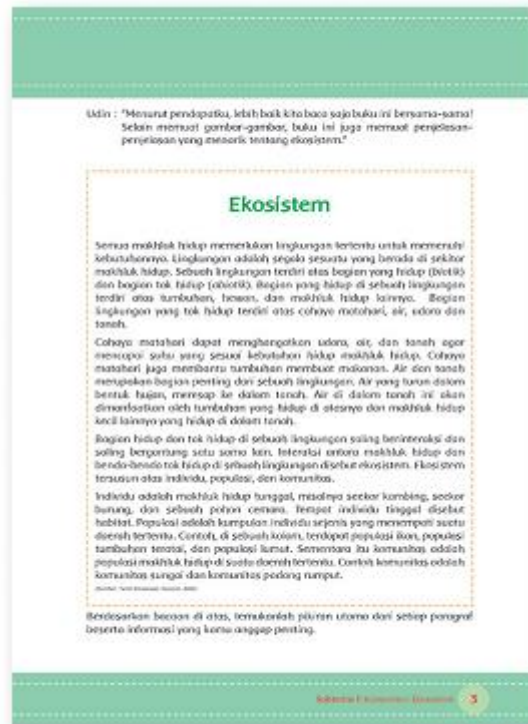 Udin : "Menurut pendapatku, lebih baik kita baca saja buku ini bersama-sama!
Selain memuat gambar-gambar, buku ini juga memuat penjelasan-
penjelasan yang menarik tentang ekosistem."
Ekosistem
Semua makhluk hidup memerlukan lingkungan tertentu untuk memenuhi
kebutuhannya. Lingkungan adalah segala sesuatu yang berada di sekitar
makhluk hidup. Sebuah lingkungan terdiri atas bagian yang hidup (biotik)
dan bagian tak hidup (abiotik). Bagian yang hidup di sebuah lingkungan
terdiri atas tumbuhan, hewan, dan makhluk hidup lainnya. Bagian
lingkungan yang tak hidup terdiri atas cahaya matahari, air, udara dan
tanah.
Cahaya matahari dapat menghangatkan udara, air, dan tanah agar
mencapai suhu yang sesuai kebutuhan hidup makhluk hidup. Cahaya
matahari juga membantu tumbuhan membuat makanan. Air dan tanah
merupakan bagian penting dari sebuah lingkungan. Air yang turun dalam
bentuk hujan, meresap ke dalam tanah. Air di dalam tanah ini akan
dimanfaatkan oleh tumbuhan yang hidup di atasnya dan makhluk hidup
kecil lainnya yang hidup di dalam tanah.
Bagian hidup dan tak hidup di sebuah lingkungan saling berinteraksi dan
saling bergantung satu sama lain. Interaksi antara makhluk hidup dan
benda-benda tak hidup di sebuah lingkungan disebut ekosistem. Ekosistem
tersusun atas individu, populasi, dan komunitas.
Individu adalah makhluk hidup tunggal, misalnya seekor kambing, seekor
burung, dan sebuah pohon cemara. Tempat individu tinggal disebut
habitat. Populasi adalah kumpulan individu sejenis yang menempati suatu
daerah tertentu. Contoh, di sebuah kolam, terdapat populasi ikan, populasi
tumbuhan teratai, dan populasi lumut. Sementara itu komunitas adalah
populasi makhluk hidup di suatu daerah tertentu. Contoh komunitas adalah
komunitas sungai dan komunitas padang rumput.
Berdasarkan bacaan di atas, temukanlah pikiran utama dari setiap paragraf
beserta informasi yang kamu anggap penting.
3